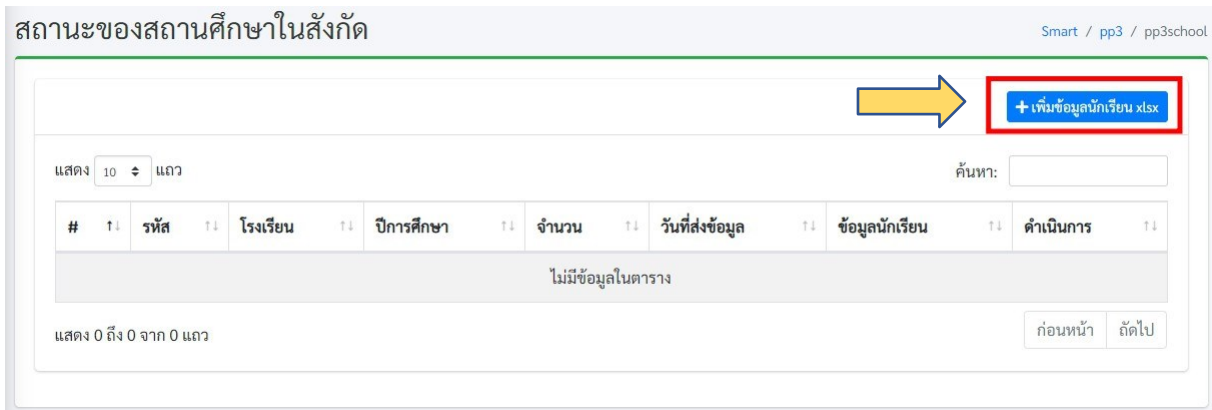 สถานะของสถานศึกษาในสังกัด
Smart / pp3 / pp3school
+ เพิ่มข้อมูลนักเรียน xlsx
แสดง 10 แถว
ค้นหา:
# รหัส โรงเรียน ปีการศึกษา จำนวน วันที่ส่งข้อมูล ข้อมูลนักเรียน ดำเนินการ
ไม่มีข้อมูลในตาราง
แสดง 0 ถึง 0 จาก 0 แถว
ก่อนหน้า ถัดไป